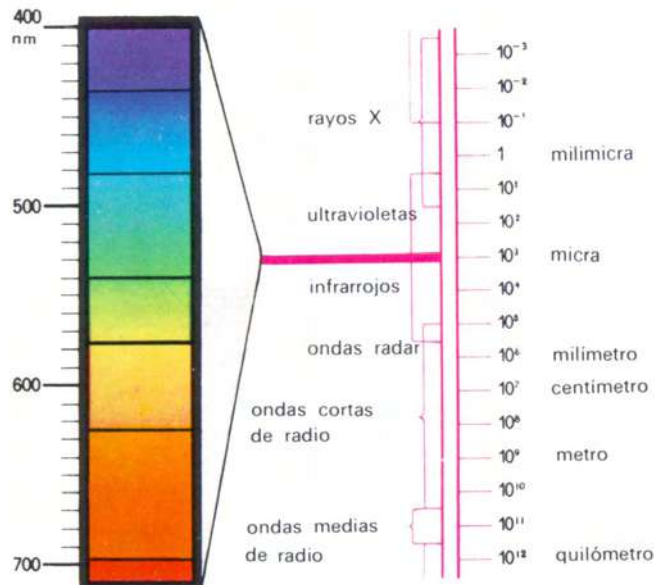 400
nm
500
600
700
rayos X
ultravioletas
infrarrojos
ondas radar
ondas cortas
de radio
ondas medias
de radio
10⁻³
10⁻²
10⁻¹
1 milimicra
10¹
10²
10³ micra
10⁴
10⁵
10⁶ milímetro
10⁷ centímetro
10⁸
10⁹ metro
10¹⁰
10¹¹
10¹² quilómetro